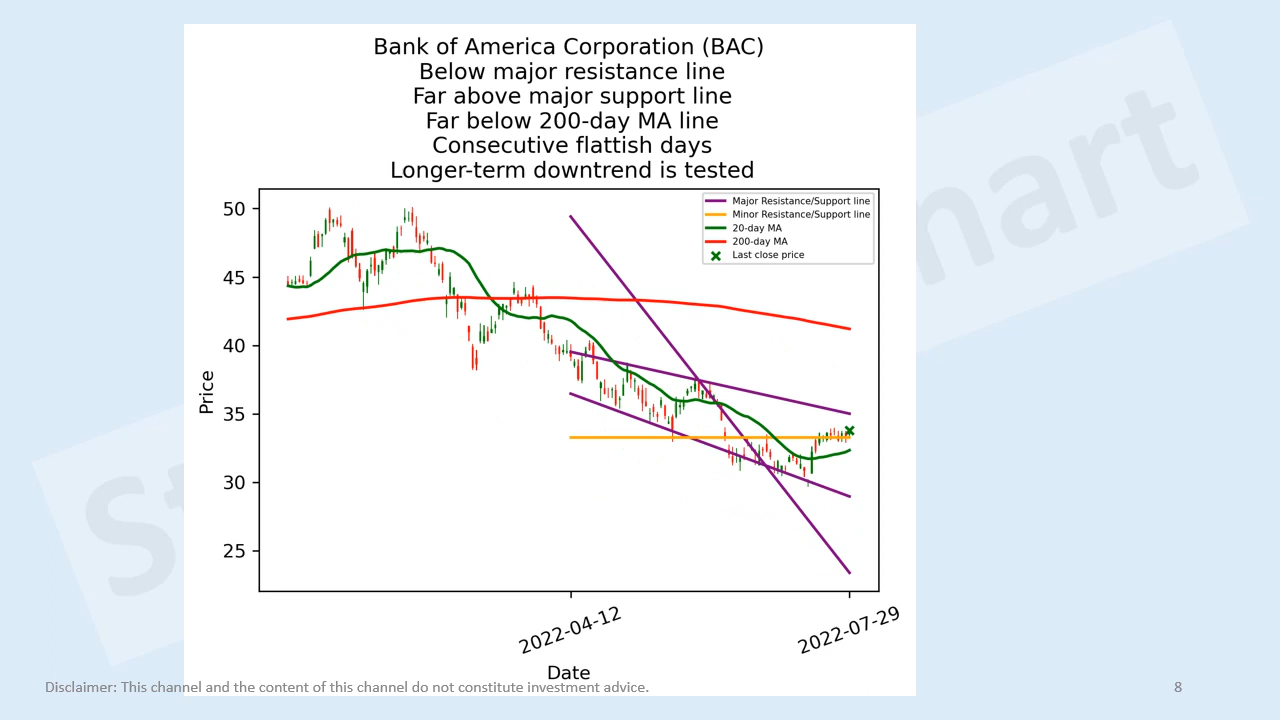 Bank of America Corporation (BAC)
Below major resistance line
Far above major support line
Far below 200-day MA line
Consecutive flattish days
Longer-term downtrend is tested
Major Resistance/Support line
Minor Resistance/Support line
20-day MA
200-day MA
Last close price
50
45
40
35
30
25
Price
2022-04-12
2022-07-29
Date
Disclaimer: This channel and the content of this channel do not constitute investment advice.
8